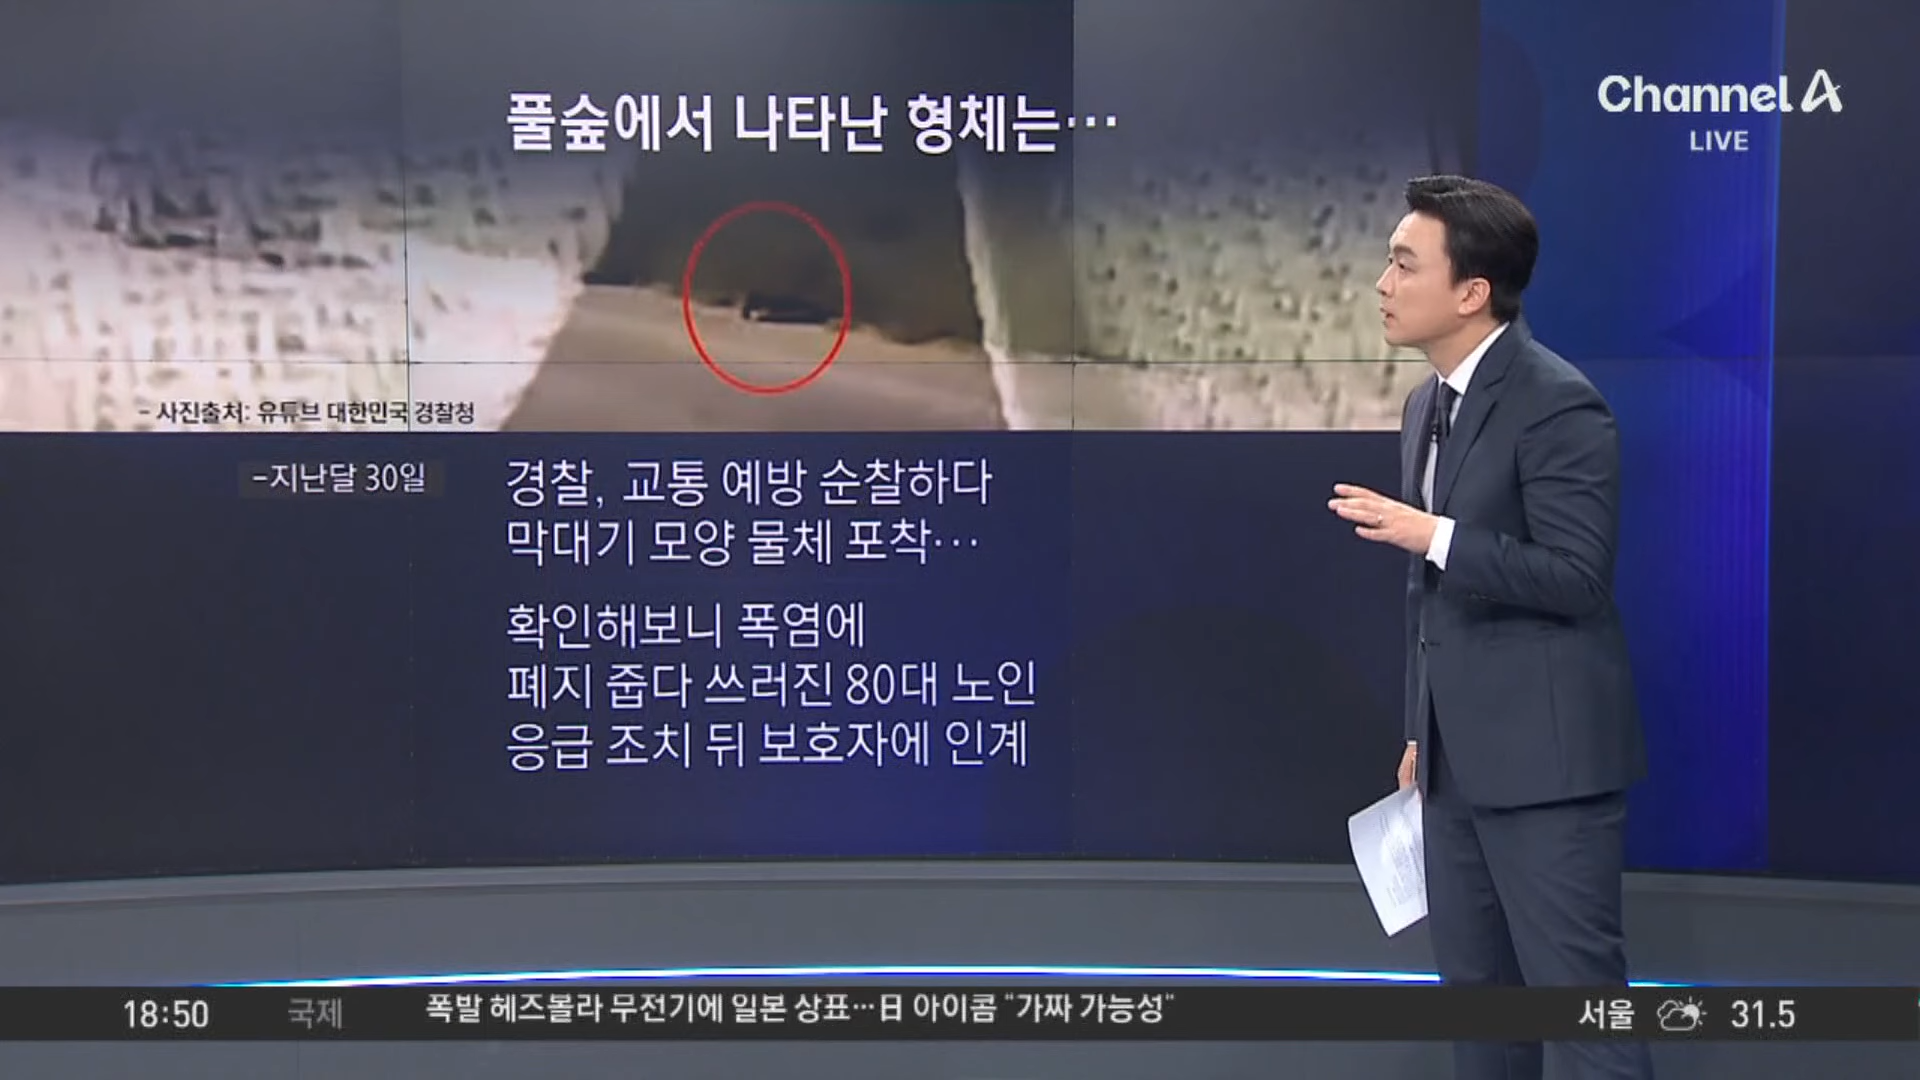 풀숲에서 나타난 형체는…
Channel A
LIVE
- 사진출처: 유튜브 대한민국 경찰청
-지난달 30일
경찰, 교통 예방 순찰하다
막대기 모양 물체 포착…
확인해보니 폭염에
폐지 줍다 쓰러진 80대 노인
응급 조치 뒤 보호자에 인계
18:50
국제
폭발 헤즈볼라 무전기에 일본 상표…日 아이콤 “가짜 가능성”
서울
31.5